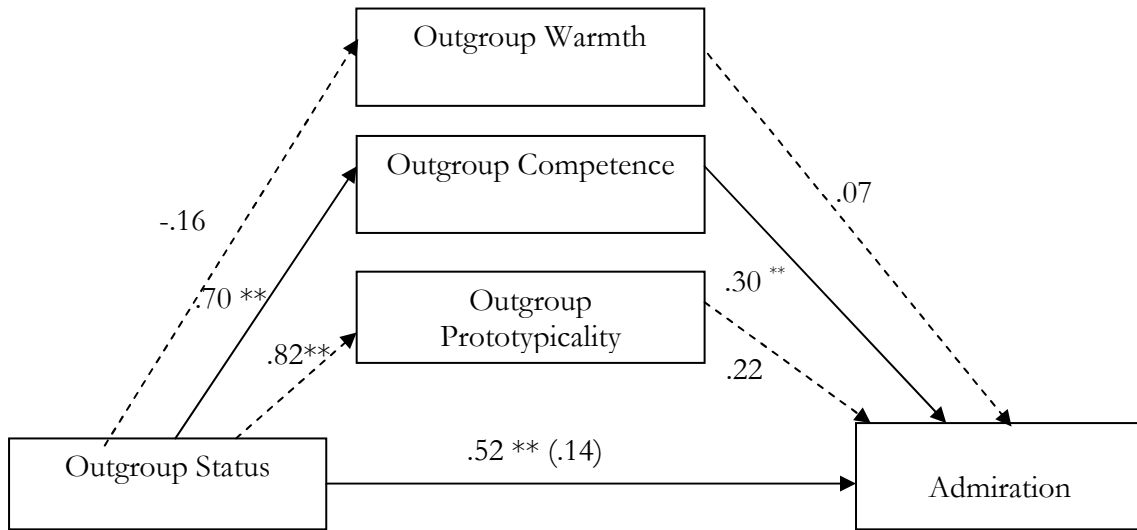 Outgroup Warmth
Outgroup Competence
-.16
.07
.70 **
Outgroup
Prototypicality
.30 **
.82**
.22
Outgroup Status
.52 ** (.14)
Admiration